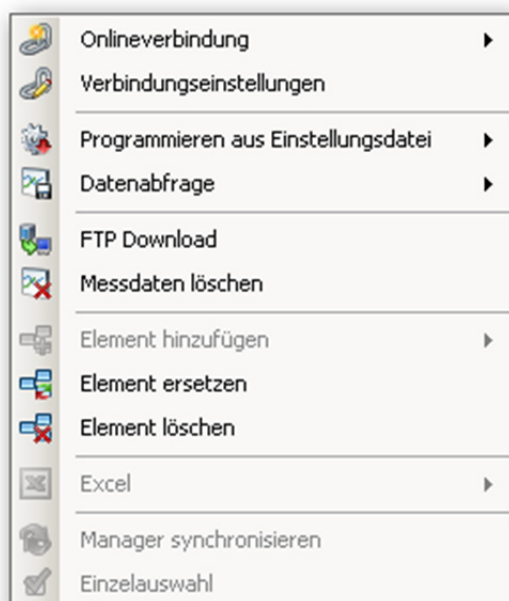 Onlineverbindung
Verbindungseinstellungen
Programmieren aus Einstellungsdatei
Datenabfrage
FTP Download
Messdaten löschen
Element hinzufügen
Element ersetzen
Element löschen
Excel
Manager synchronisieren
Einzelauswahl